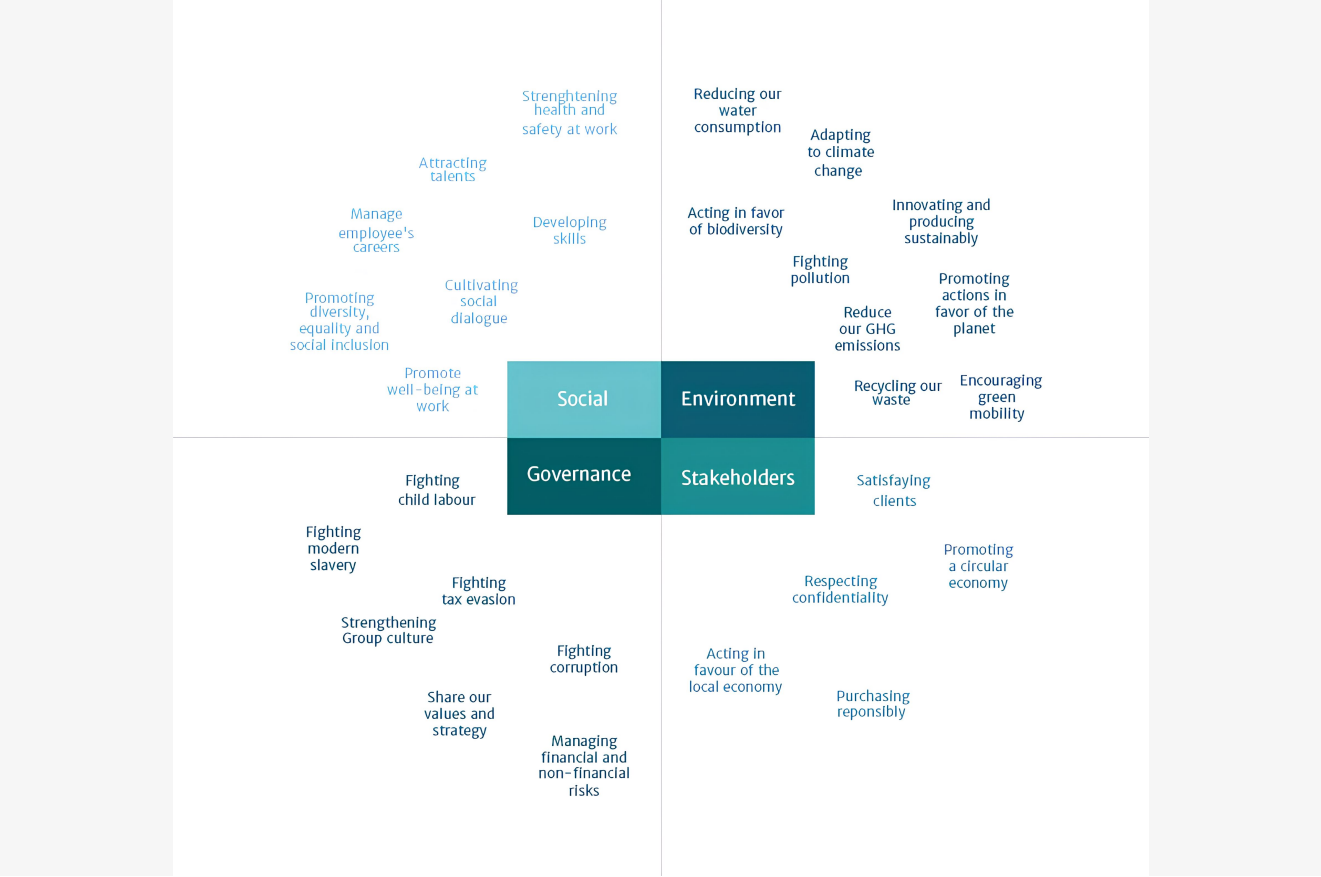 Strenghtening
health and
safety at work
Attracting
talents
Manage
employee's
careers
Developing
skills
Cultivating
social
dialogue
Promoting
diversity,
equality and
social inclusion
Promote
well-being at
work
Social
Reducing our
water
consumption
Adapting
to climate
change
Acting in favor
of biodiversity
Innovating and
producing
sustainably
Fighting
pollution
Promoting
actions in
favor of the
planet
Reduce
our GHG
emissions
Recycling our
waste
Encouraging
green
mobility
Environment
Governance
Fighting
child labour
Fighting
modern
slavery
Fighting
tax evasion
Strengthening
Group culture
Fighting
corruption
Share our
values and
strategy
Managing
financial and
non-financial
risks
Stakeholders
Satisfaying
clients
Promoting
a circular
economy
Respecting
confidentiality
Acting in
favour of the
local economy
Purchasing
reponsibly